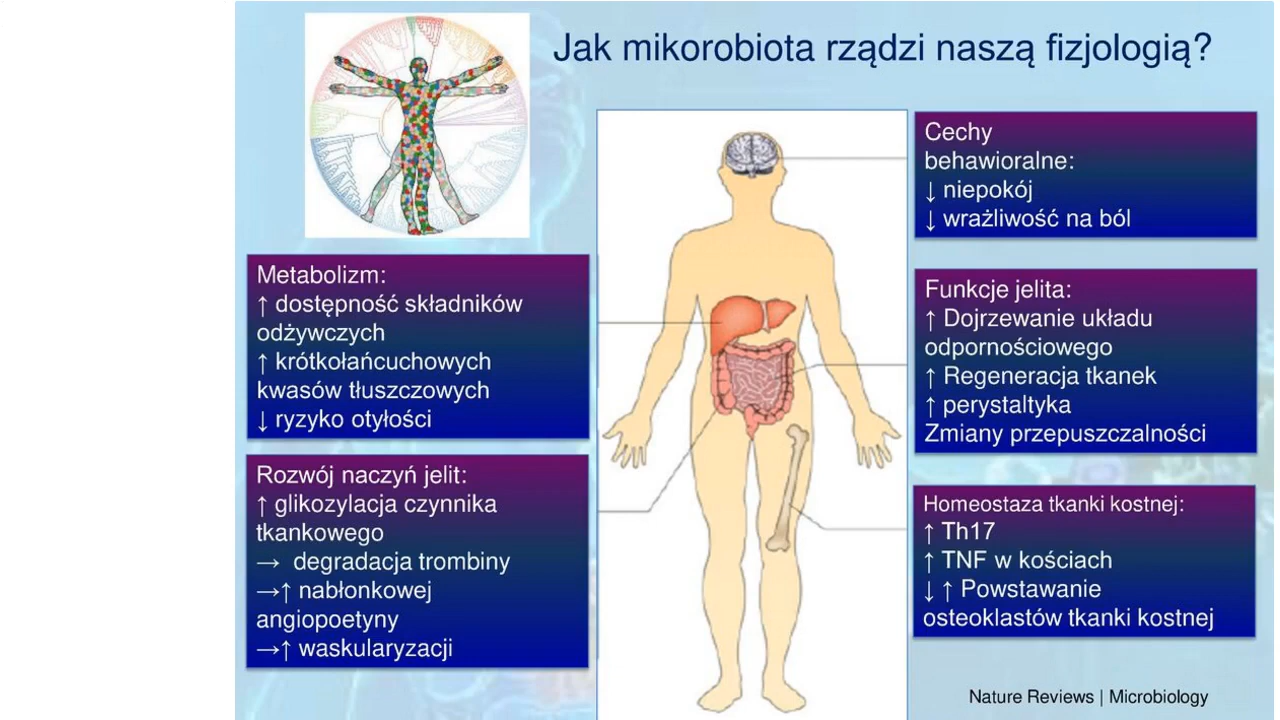 Jak mikorobiota rządzi naszą fizjologią?
Cechy
behawioralne:
↓ niepokój
↓ wrażliwość na ból
Metabolizm:
↑ dostępność składników
odżywczych
↑ krótkołańcuchowych
kwasów tłuszczowych
↓ ryzyko otyłości
Funkcje jelita:
↑ Dojrzewanie układu
odpornościowego
↑ Regeneracja tkanek
↑ perystaltyka
Zmiany przepuszczalności
Rozwój naczyń jelit:
↑ glikozylacja czynnika
tkankowego
→ degradacja trombiny
→↑ nabłonkowej
angiopoetyny
→↑ waskularyzacji
Homeostaza tkanki kostnej:
↑ Th17
↑ TNF w kościach
↓ ↑ Powstawanie
osteoklastów tkanki kostnej
Nature Reviews | Microbiology